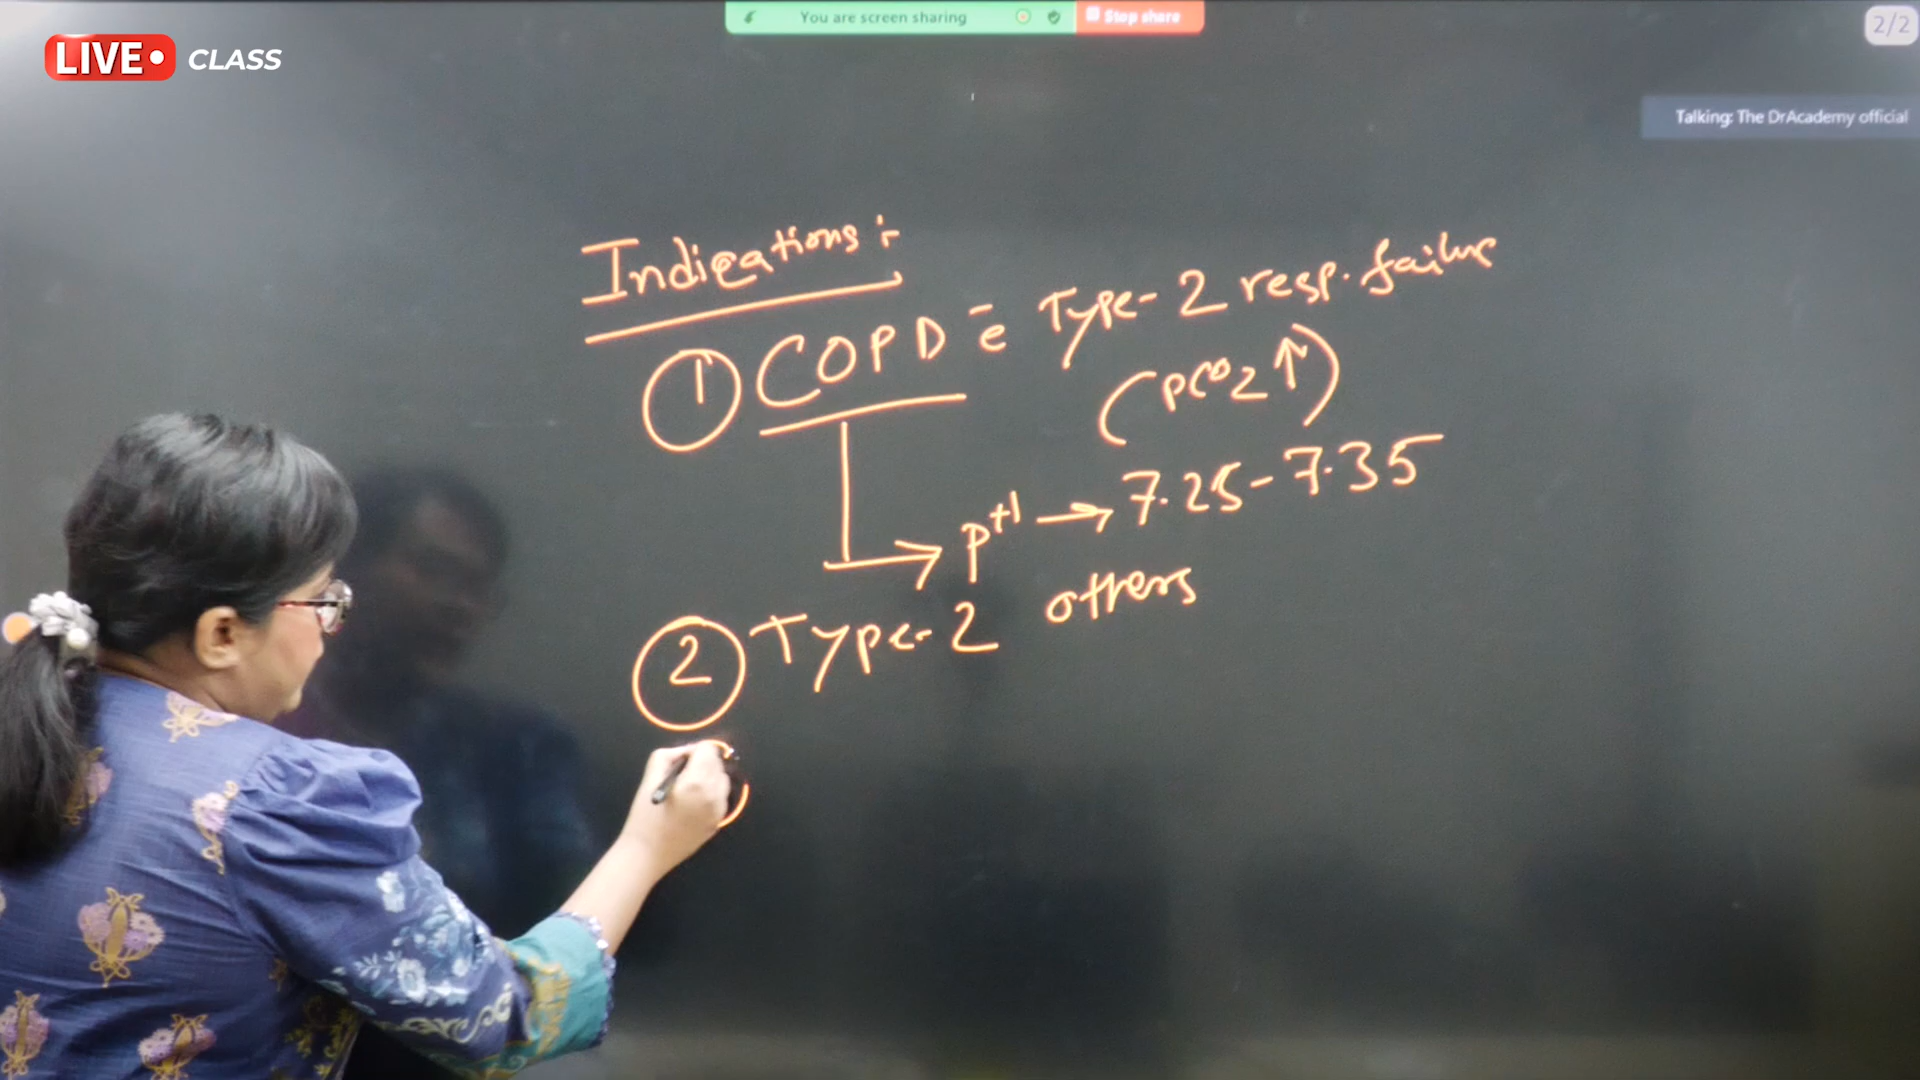 You are screen sharing Stop share
2/2
LIVE CLASS
Talking: The DrAcademy official
Indications :-
1 COPD c̄ Type-2 resp. failure
(PCO2 ↑)
PH → 7.25-7.35
2 Type-2 others